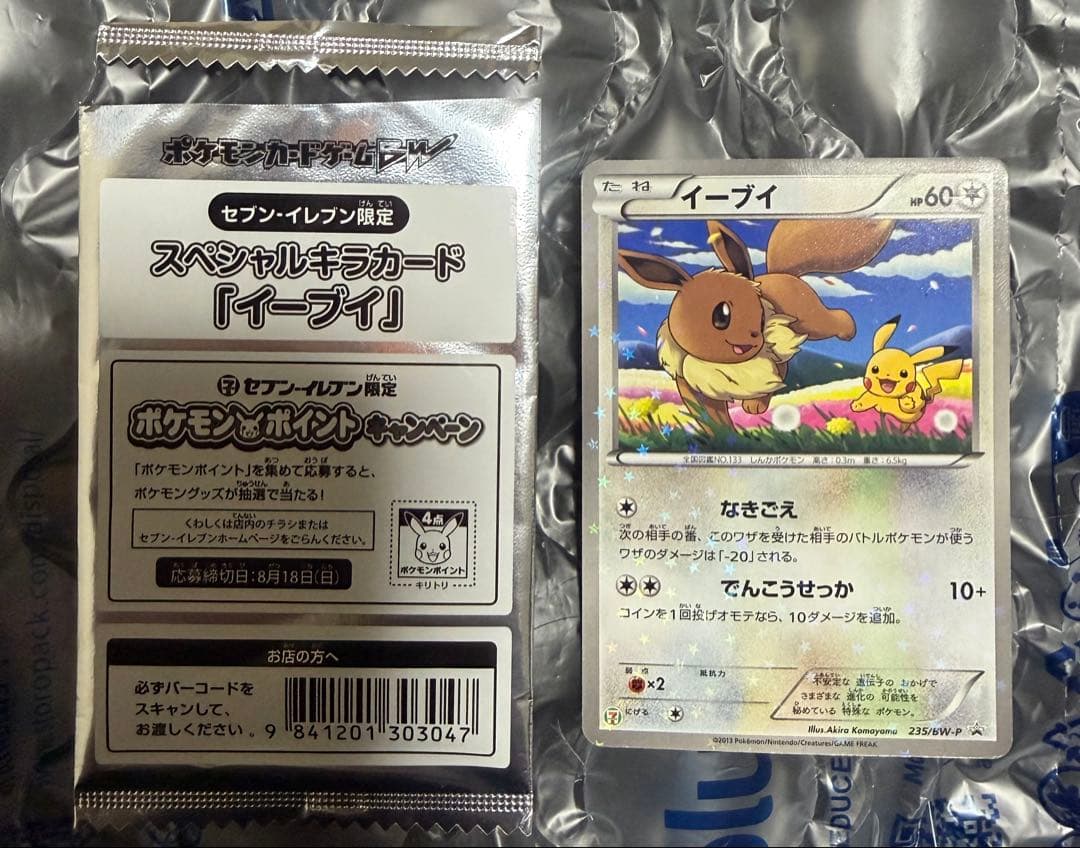 ポケモンカードゲームBW
セブン-イレブン限定
スペシャルキラカード
「イーブイ」
セブン-イレブン限定
ポケモンポイントキャンペーン
「ポケモンポイント」を集めて応募すると、
ポケモングッズが抽選で当たる!
くわしくは店内のチラシまたは
セブン-イレブンホームページをごらんください。
応募締切日:8月18日(日)
4点
ポケモンポイント
キリトリ
お店の方へ
必ずバーコードを
スキャンして、
お渡しください。
9 841201 303047
たね
イーブイ
HP60
全国図鑑NO.133 しんかポケモン 高さ:0.3m 重さ:6.5kg
なきごえ
次の相手の番、このワザを受けた相手のバトルポケモンが使う
ワザのダメージは「-20」される。
でんこうせっか 10+
コインを1回投げオモテなら、10ダメージを追加。
弱点 抵抗力
×2
にげる
不安定な 遺伝子の おかげで
さまざまな 進化の 可能性を
秘めている 特殊な ポケモン。
Illus.Akira Komayama 235/BW-P
©2013 Pokémon/Nintendo/Creatures/GAME FREAK